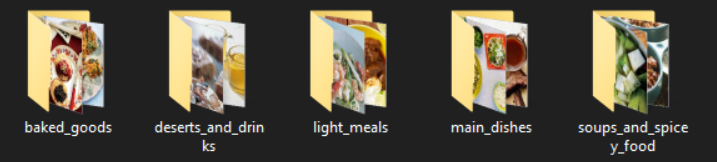 baked_goods
deserts_and_drin
ks
light_meals
main_dishes
soups_and_spice
y_food